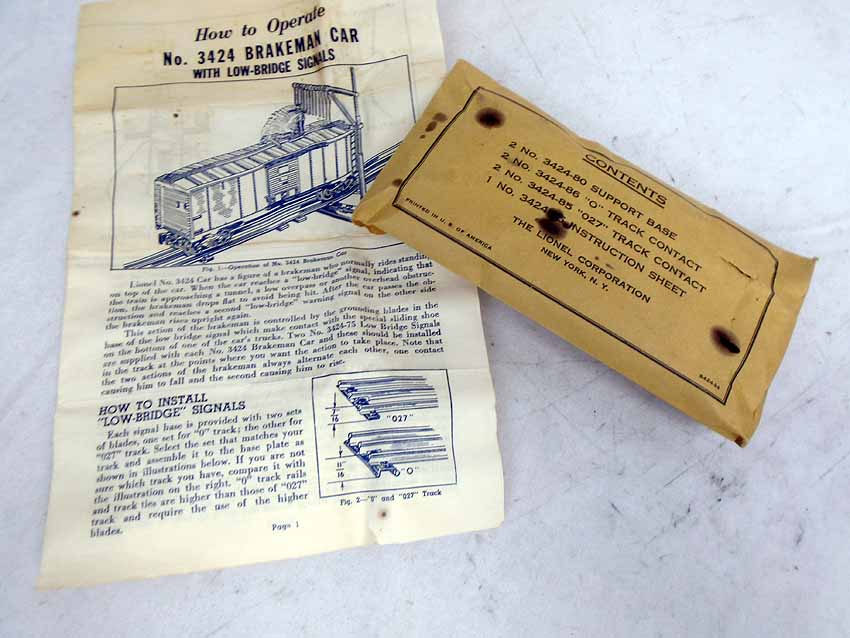 How to Operate
No. 3424 BRAKEMAN CAR
WITH LOW-BRIDGE SIGNALS
Fig. 1—Operation of No. 3424 Brakeman Car
Lionel No. 3424 Car has a figure of a brakeman who normally rides standing
on top of the car. When the car reaches a "low-bridge" signal, indicating that
the train is approaching a tunnel, a low overpass or another overhead obstruc-
tion, the brakeman drops flat to avoid being hit. After the car passes the ob-
struction and reaches a second "low-bridge" warning signal on the other side
the brakeman rises upright again.
This action of the brakeman is controlled by the grounding blades in the
base of the low bridge signal which make contact with the special sliding shoe
on the bottom of one of the car's trucks. Two No. 3424-75 Low Bridge Signals
are supplied with each No. 3424 Brakeman Car and these should be installed
in the track at the points where you want the action to take place. Note that
the two actions of the brakeman always alternate each other, one contact
causing him to fall and the second causing him to rise.
HOW TO INSTALL
"LOW-BRIDGE" SIGNALS
Each signal base is provided with two sets
of blades, one set for "0" track; the other for
"027" track. Select the set that matches your
track and assemble it to the base plate as
shown in illustrations below. If you are not
sure which track you have, compare it with
the illustration on the right. "0" track rails
and track ties are higher than those of "027"
track and require the use of the higher
blades.
7
16
"027"
11
16
"0"
Fig. 2—"0" and "027" Track
Page 1
CONTENTS
2 No. 3424-80 SUPPORT BASE
2 No. 3424-86 "O" TRACK CONTACT
2 No. 3424-85 "027" TRACK CONTACT
1 No. 3424- INSTRUCTION SHEET
THE LIONEL CORPORATION
NEW YORK, N. Y.
PRINTED IN U. S. OF AMERICA